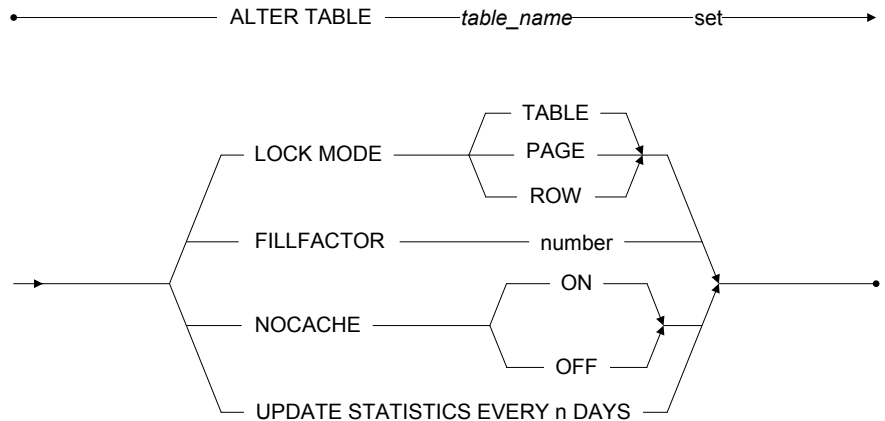 ALTER TABLE table_name set
TABLE
LOCK MODE PAGE
ROW
FILLFACTOR number
ON
NOCACHE
OFF
UPDATE STATISTICS EVERY n DAYS